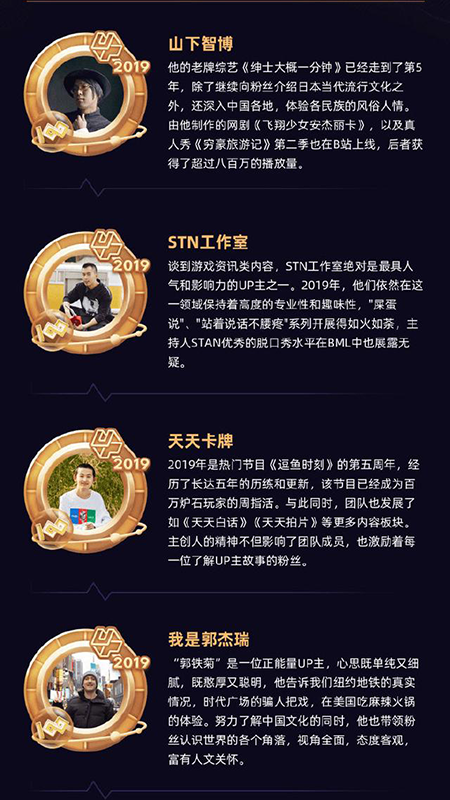 2019
山下智博
他的老牌综艺《绅士大概一分钟》已经走到了第5
年，除了继续向粉丝介绍日本当代流行文化之
外，还深入中国各地，体验各民族的风俗人情。
由他制作的网剧《飞翔少女安杰丽卡》，以及真
人秀《穷豪旅游记》第二季也在B站上线，后者获
得了超过八百万的播放量。
100
2019
STN工作室
谈到游戏资讯类内容，STN工作室绝对是最具人
气和影响力的UP主之一。2019年，他们依然在这
一领域保持着高度的专业性和趣味性，"屎蛋
说"、"站着说话不腰疼"系列开展得如火如荼，主
持人STAN优秀的脱口秀水平在BML中也展露无
疑。
100
2019
天天卡牌
2019年是热门节目《逗鱼时刻》的第五周年，经
历了长达五年的历练和更新，该节目已经成为百
万炉石玩家的周指活。与此同时，团队也发展了
如《天天白话》《天天拍片》等更多内容板块。
主创人的精神不但影响了团队成员，也激励着每
一位了解UP主故事的粉丝。
100
2019
我是郭杰瑞
“郭轶菊”是一位正能量UP主，心思既单纯又细
腻，既憨厚又聪明，他告诉我们纽约地铁的真实
情况，时代广场的骗人把戏，在美国吃麻辣火锅
的体验。努力了解中国文化的同时，他也带领粉
丝认识世界的各个角落，视角全面，态度客观，
富有人文关怀。
100